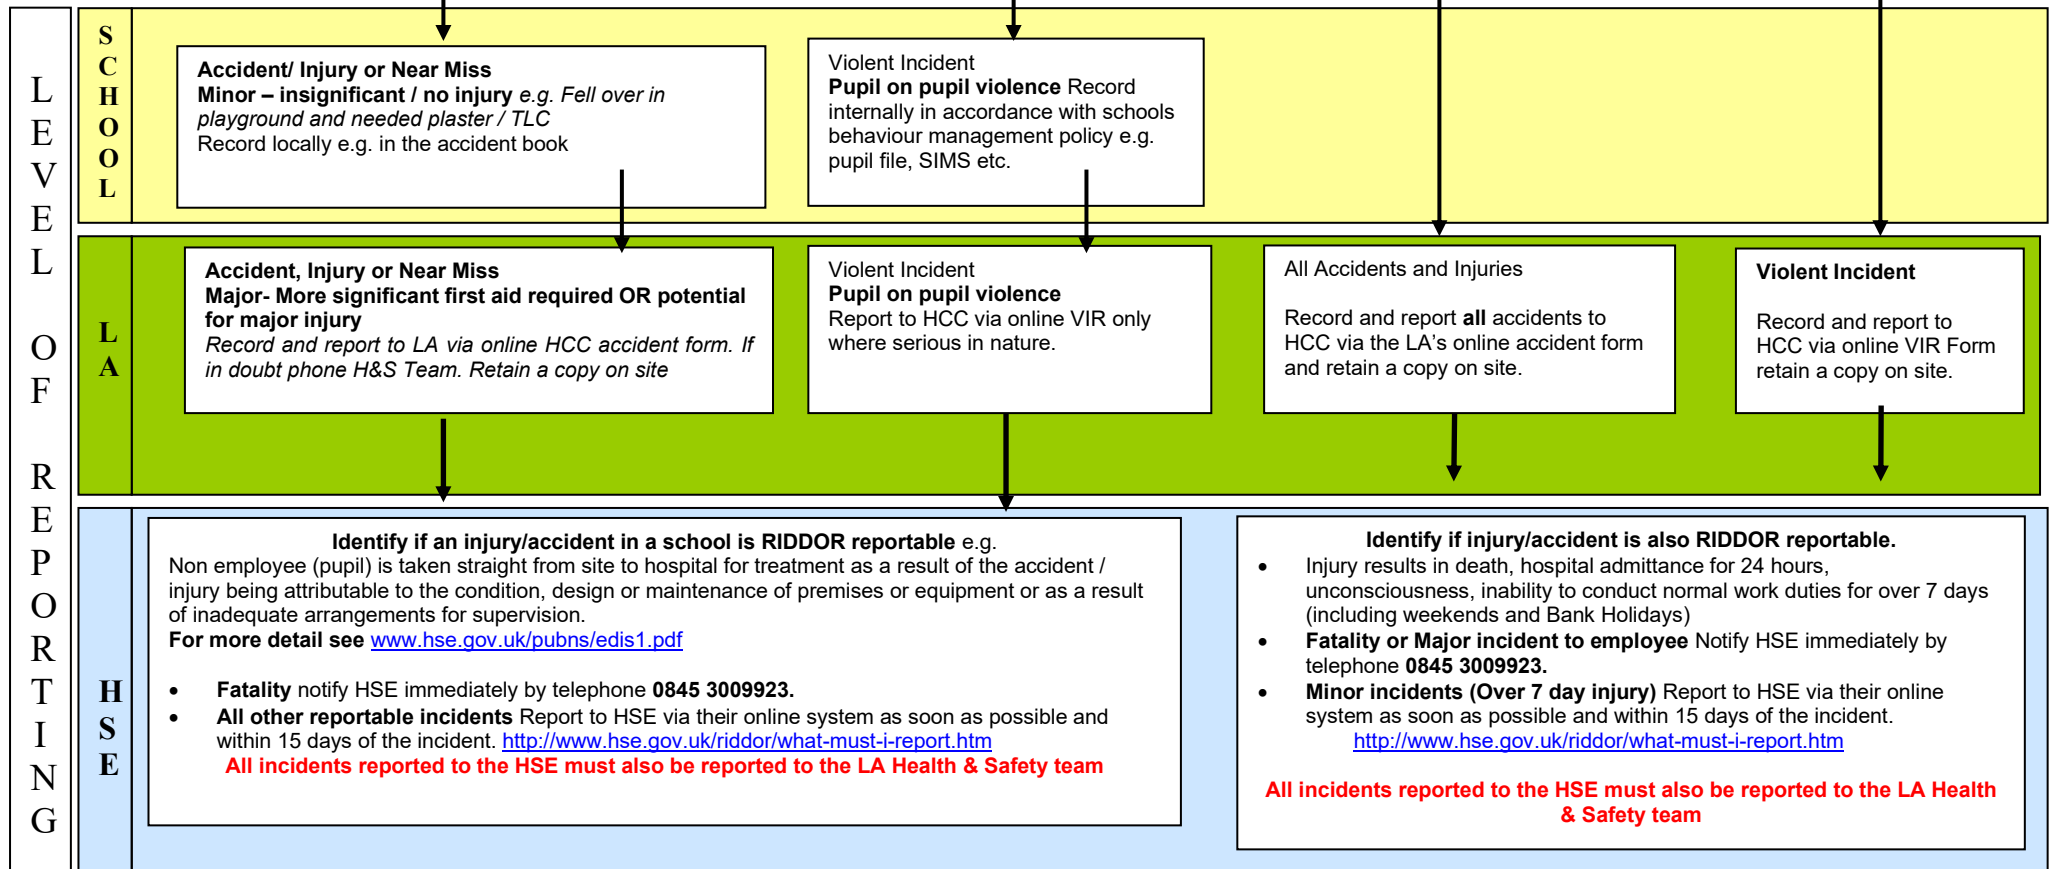 LEVEL OF REPORTING
SCHOOL
Accident/ Injury or Near Miss
Minor – insignificant / no injury e.g. Fell over in
playground and needed plaster / TLC
Record locally e.g. in the accident book
Violent Incident
Pupil on pupil violence Record
internally in accordance with schools
behaviour management policy e.g.
pupil file, SIMS etc.
LA
Accident, Injury or Near Miss
Major- More significant first aid required OR potential
for major injury
Record and report to LA via online HCC accident form. If
in doubt phone H&S Team. Retain a copy on site
Violent Incident
Pupil on pupil violence
Report to HCC via online VIR only
where serious in nature.
All Accidents and Injuries
Record and report all accidents to
HCC via the LA's online accident form
and retain a copy on site.
Violent Incident
Record and report to
HCC via online VIR Form
retain a copy on site.
HSE
Identify if an injury/accident in a school is RIDDOR reportable e.g.
Non employee (pupil) is taken straight from site to hospital for treatment as a result of the accident /
injury being attributable to the condition, design or maintenance of premises or equipment or as a result
of inadequate arrangements for supervision.
For more detail see www.hse.gov.uk/pubns/edis1.pdf
• Fatality notify HSE immediately by telephone 0845 3009923.
• All other reportable incidents Report to HSE via their online system as soon as possible and
within 15 days of the incident. http://www.hse.gov.uk/riddor/what-must-i-report.htm
All incidents reported to the HSE must also be reported to the LA Health & Safety team
Identify if injury/accident is also RIDDOR reportable.
• Injury results in death, hospital admittance for 24 hours,
unconsciousness, inability to conduct normal work duties for over 7 days
(including weekends and Bank Holidays)
• Fatality or Major incident to employee Notify HSE immediately by
telephone 0845 3009923.
• Minor incidents (Over 7 day injury) Report to HSE via their online
system as soon as possible and within 15 days of the incident.
http://www.hse.gov.uk/riddor/what-must-i-report.htm
All incidents reported to the HSE must also be reported to the LA Health
& Safety team